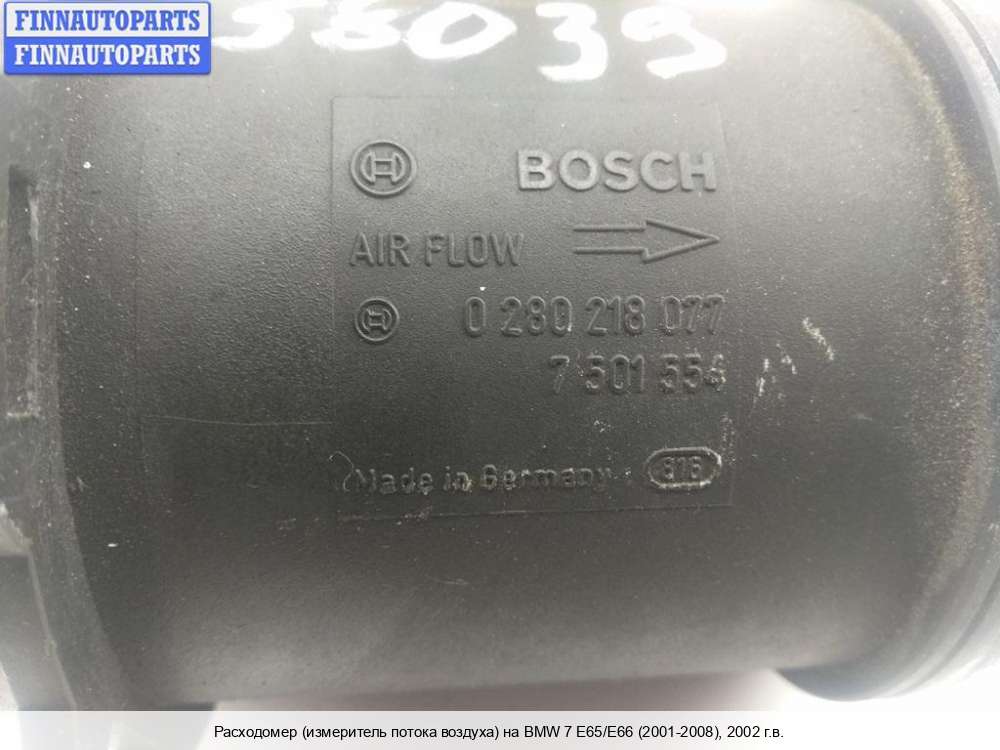 FINNAUTOPARTS
FINNAUTOPARTS
58039
BOSCH
AIR FLOW
0 280 218 077
7 501 554
Made in Germany
816
Расходомер (измеритель потока воздуха) на BMW 7 E65/E66 (2001-2008), 2002 г.в.